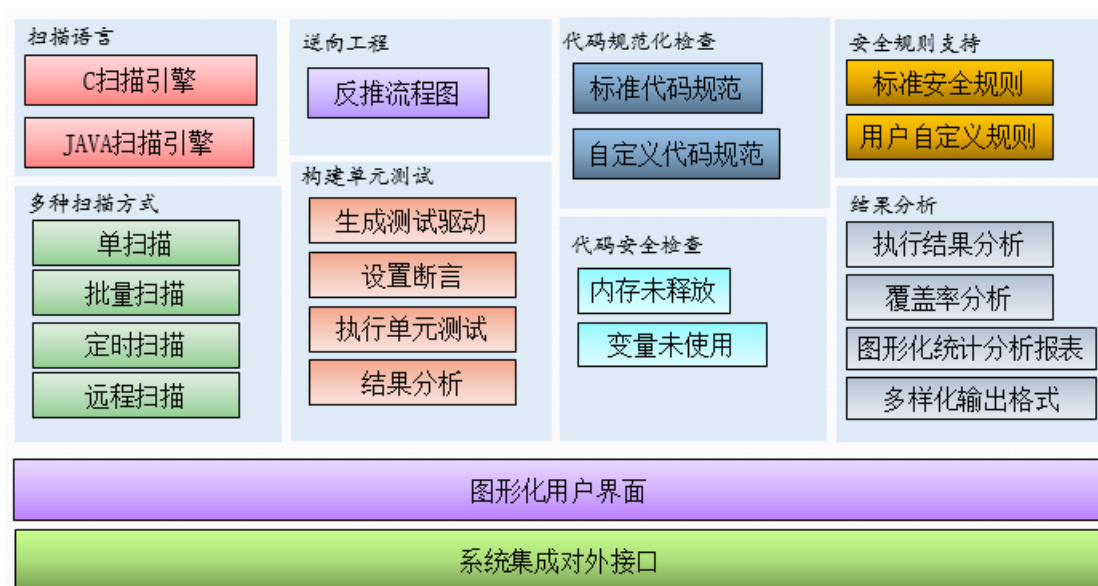 扫描语言
C扫描引擎
JAVA扫描引擎
多种扫描方式
单扫描
批量扫描
定时扫描
远程扫描
逆向工程
反推流程图
构建单元测试
生成测试驱动
设置断言
执行单元测试
结果分析
代码规范化检查
标准代码规范
自定义代码规范
代码安全检查
内存未释放
变量未使用
安全规则支持
标准安全规则
用户自定义规则
结果分析
执行结果分析
覆盖率分析
图形化统计分析报表
多样化输出格式
图形化用户界面
系统集成对外接口